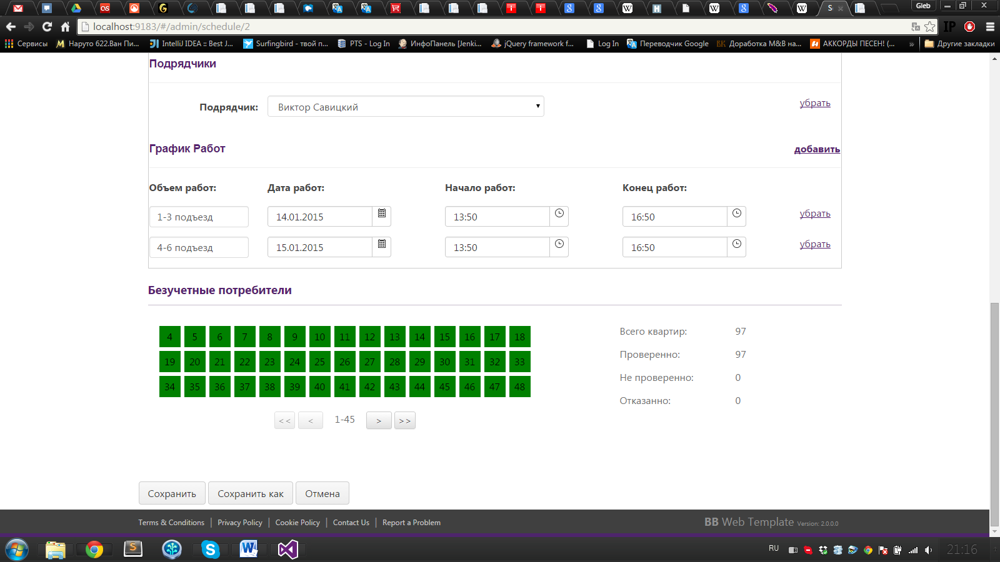 Gleb
localhost:9183/#/admin/schedule/2
IP
Сервисы Наруто 622.Ван Пи... IntelliJ IDEA :: Best J... Surfingbird - твой п... PTS - Log In ИнфоПанель [Jenki... jQuery framework f... Log In Переводчик Google Доработка M&B на... АККОРДЫ ПЕСЕН! (... » Другие закладки
Подрядчики
Подрядчик: Виктор Савицкий убрать
График Работ добавить
Объем работ: Дата работ: Начало работ: Конец работ:
1-3 подъезд 14.01.2015 13:50 16:50 убрать
4-6 подъезд 15.01.2015 13:50 16:50 убрать
Безучетные потребители
4 5 6 7 8 9 10 11 12 13 14 15 16 17 18
19 20 21 22 23 24 25 26 27 28 29 30 31 32 33
34 35 36 37 38 39 40 41 42 43 44 45 46 47 48
<< < 1-45 > >>
Всего квартир: 97
Проверенно: 97
Не проверенно: 0
Отказанно: 0
Сохранить Сохранить как Отмена
Terms & Conditions | Privacy Policy | Cookie Policy | Contact Us | Report a Problem
BB Web Template Version: 2.0.0.0
RU 21:16